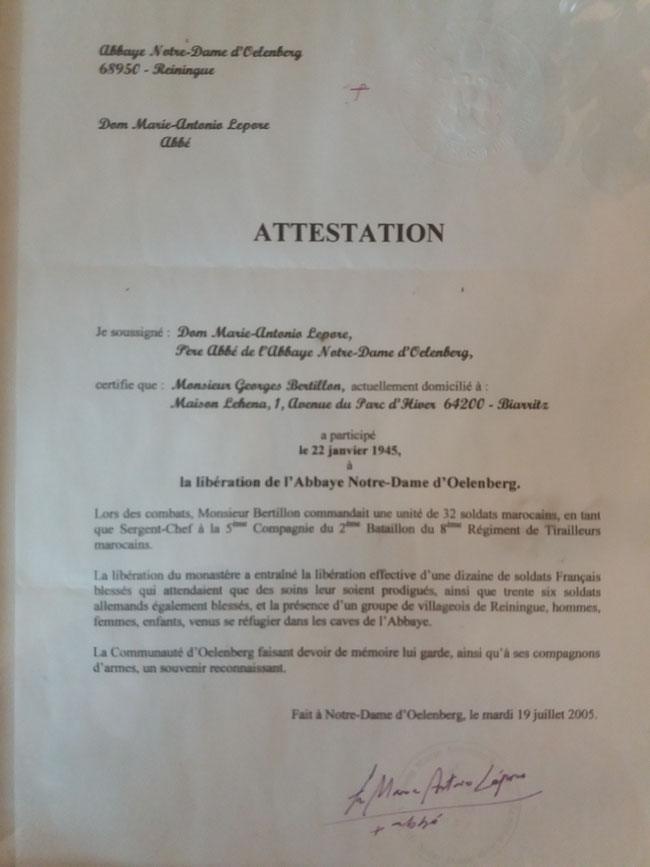 Abbaye Notre-Dame d'Oelenberg
68950 - Reiningue
+
Dom Marie-Antonio Lepore
Abbé
ATTESTATION
Je soussigné : Dom Marie-Antonio Lepore,
Père Abbé de l'Abbaye Notre-Dame d'Oelenberg,
certifie que : Monsieur Georges Bertillon, actuellement domicilié à :
Maison Lehena, 1, Avenue du Parc d'Hiver 64200 - Biarritz
a participé
le 22 janvier 1945,
à
la libération de l'Abbaye Notre-Dame d'Oelenberg.
Lors des combats, Monsieur Bertillon commandait une unité de 32 soldats marocains, en tant
que Sergent-Chef à la 5ème Compagnie du 2ème Bataillon du 8ème Régiment de Tirailleurs
marocains.
La libération du monastère a entraîné la libération effective d'une dizaine de soldats Français
blessés qui attendaient que des soins leur soient prodigués, ainsi que trente six soldats
allemands également blessés, et la présence d'un groupe de villageois de Reiningue, hommes,
femmes, enfants, venus se réfugier dans les caves de l'Abbaye.
La Communauté d'Oelenberg faisant devoir de mémoire lui garde, ainsi qu'à ses compagnons
d'armes, un souvenir reconnaissant.
Fait à Notre-Dame d'Oelenberg, le mardi 19 juillet 2005.
fr Marie Antonio Lépore
+ abbé